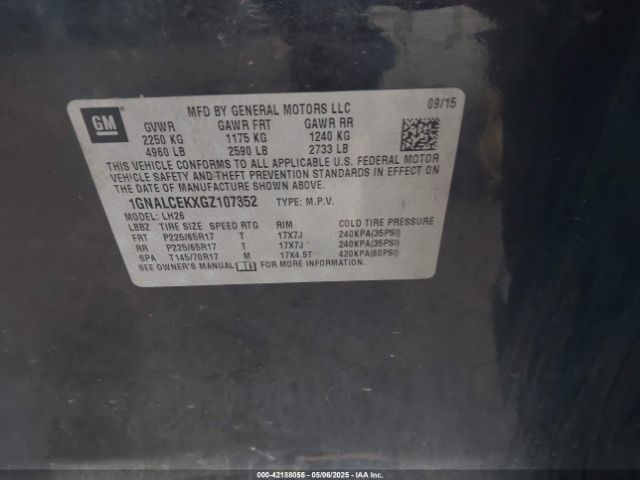 MFD BY GENERAL MOTORS LLC 09/15
GM
GVWR GAWR FRT GAWR RR
2250 KG 1175 KG 1240 KG
4960 LB 2590 LB 2733 LB
THIS VEHICLE CONFORMS TO ALL APPLICABLE U.S. FEDERAL MOTOR
VEHICLE SAFETY AND THEFT PREVENTION STANDARDS IN EFFECT
ON THE DATE OF MANUFACTURE SHOWN ABOVE.
1GNALCEKXGZ107352 TYPE: M.P.V.
MODEL: LH26
LBBZ TIRE SIZE SPEED RTG RIM COLD TIRE PRESSURE
FRT P225/65R17 T 17X7J 240KPA(35PSI)
RR P225/65R17 T 17X7J 240KPA(35PSI)
SPA T145/70R17 M 17X4.5T 420KPA(60PSI)
SEE OWNER'S MANUAL FOR MORE INFORMATION.
000-42188055 - 05/06/2025 - IAAI.COM